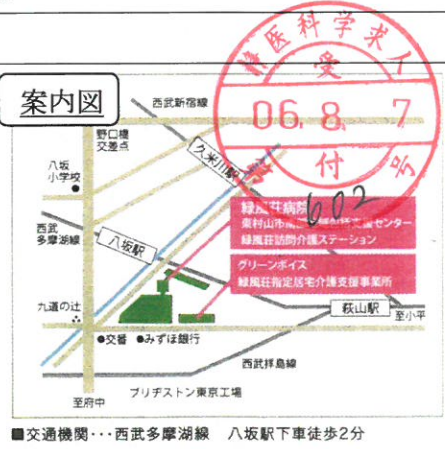 案内図
西武新宿線
野口橋
交差点
久米川駅
八坂
小学校
西武
多摩湖線
八坂駅
緑風荘病院
緑風荘訪問介護ステーション
グリーンボイス
緑風荘指定居宅介護支援事業所
九道の辻
萩山駅
至小平
●交番 ●みずほ銀行
西武拝島線
ブリヂストン東京工場
至府中
医科学求人
受
06.8.7
付
号
602
■交通機関･･･西武多摩湖線 八坂駅下車徒歩2分